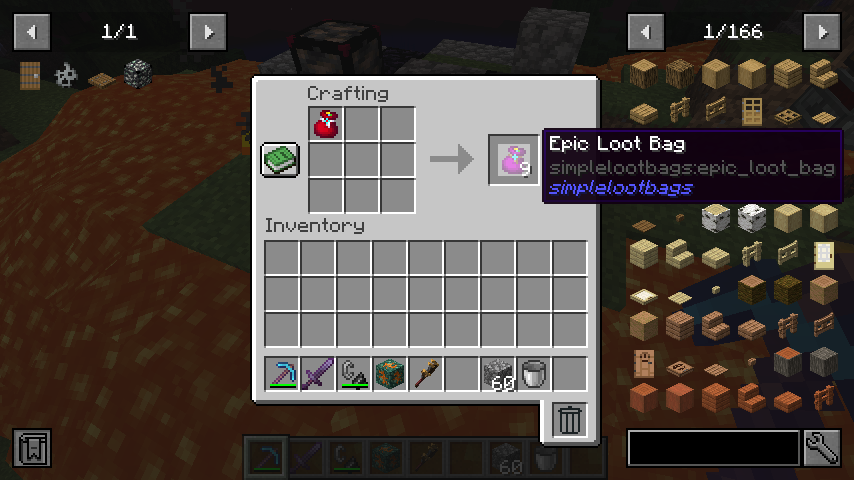 1/1
1/166
Crafting
9
Epic Loot Bag
simplelootbags:epic_loot_bag
simplelootbags
Inventory
60
60